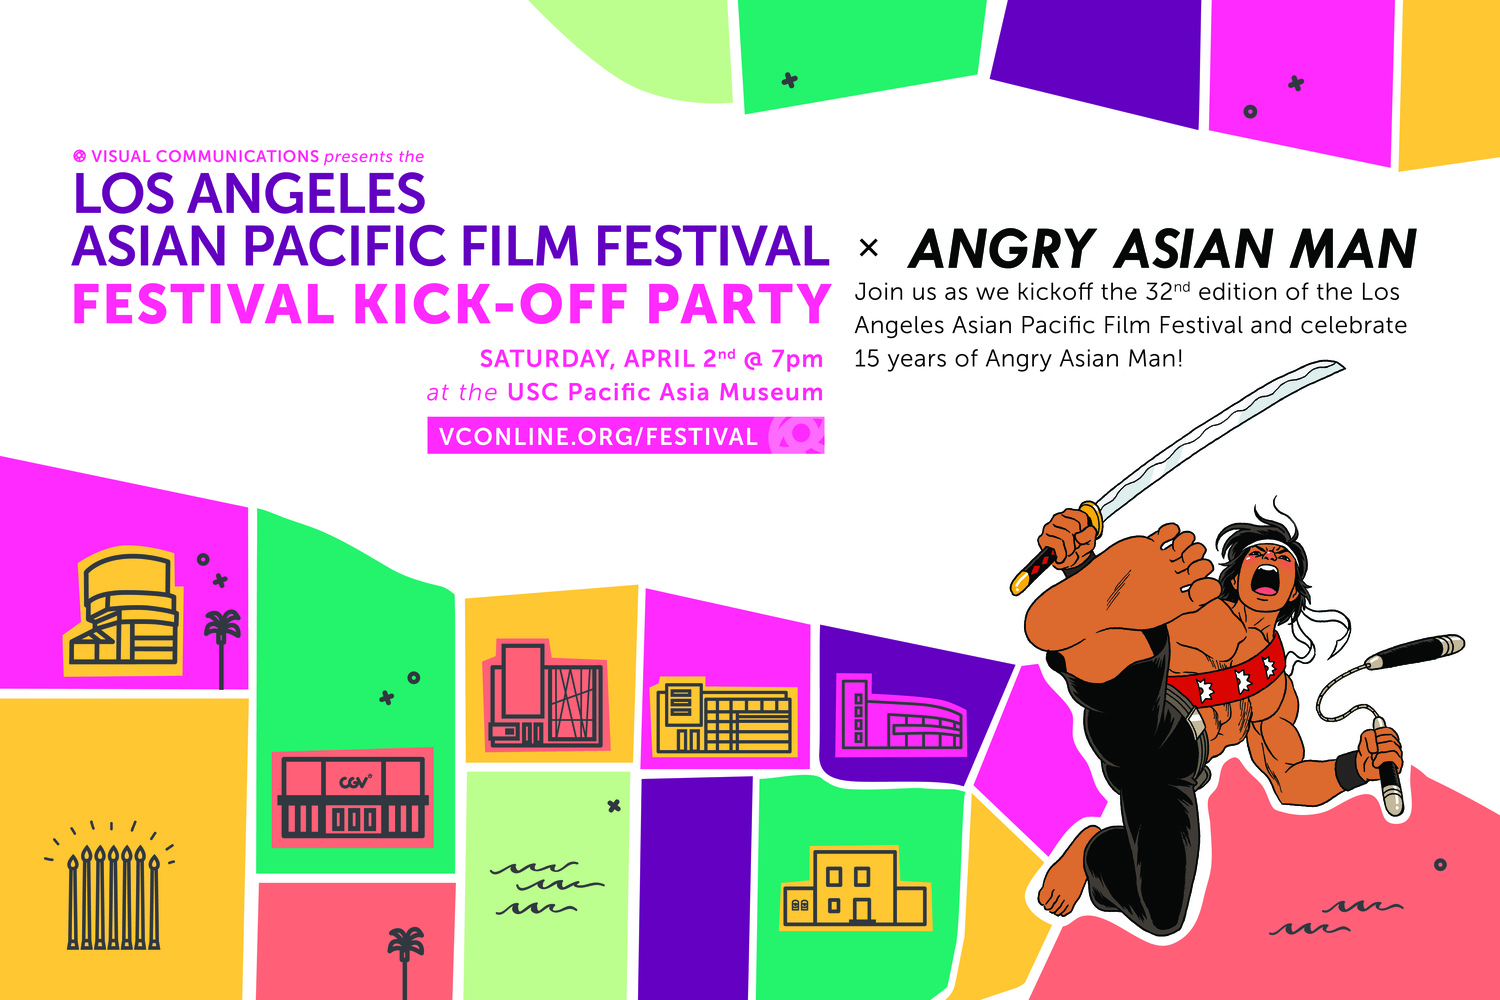 VISUAL COMMUNICATIONS presents the
LOS ANGELES
ASIAN PACIFIC FILM FESTIVAL
FESTIVAL KICK-OFF PARTY
SATURDAY, APRIL 2nd @ 7pm
at the USC Pacific Asia Museum
VCONLINE.ORG/FESTIVAL
× ANGRY ASIAN MAN
Join us as we kickoff the 32nd edition of the Los
Angeles Asian Pacific Film Festival and celebrate
15 years of Angry Asian Man!
CGV